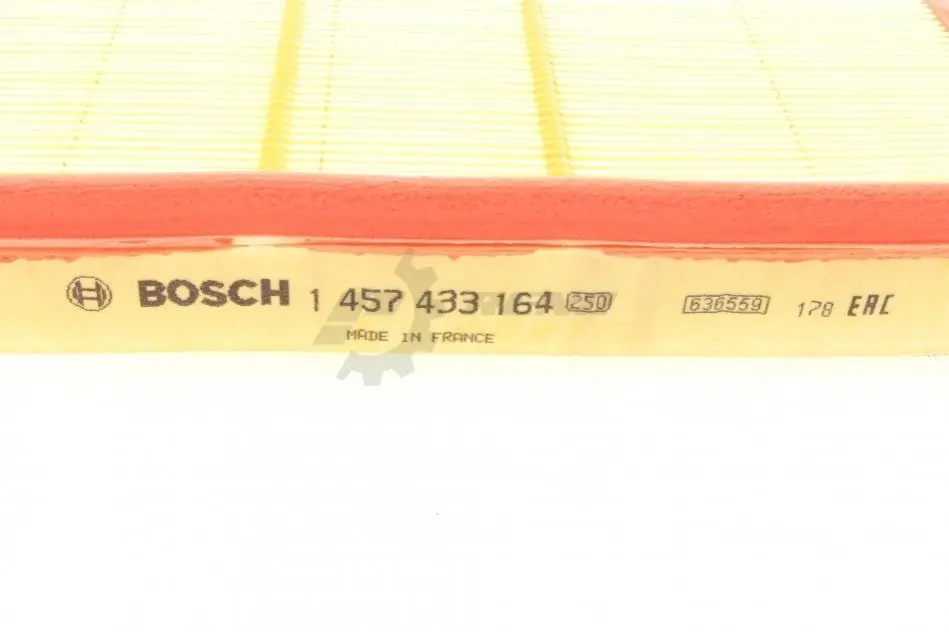 BOSCH 1 457 433 164 250 636559 178 EAC
MADE IN FRANCE